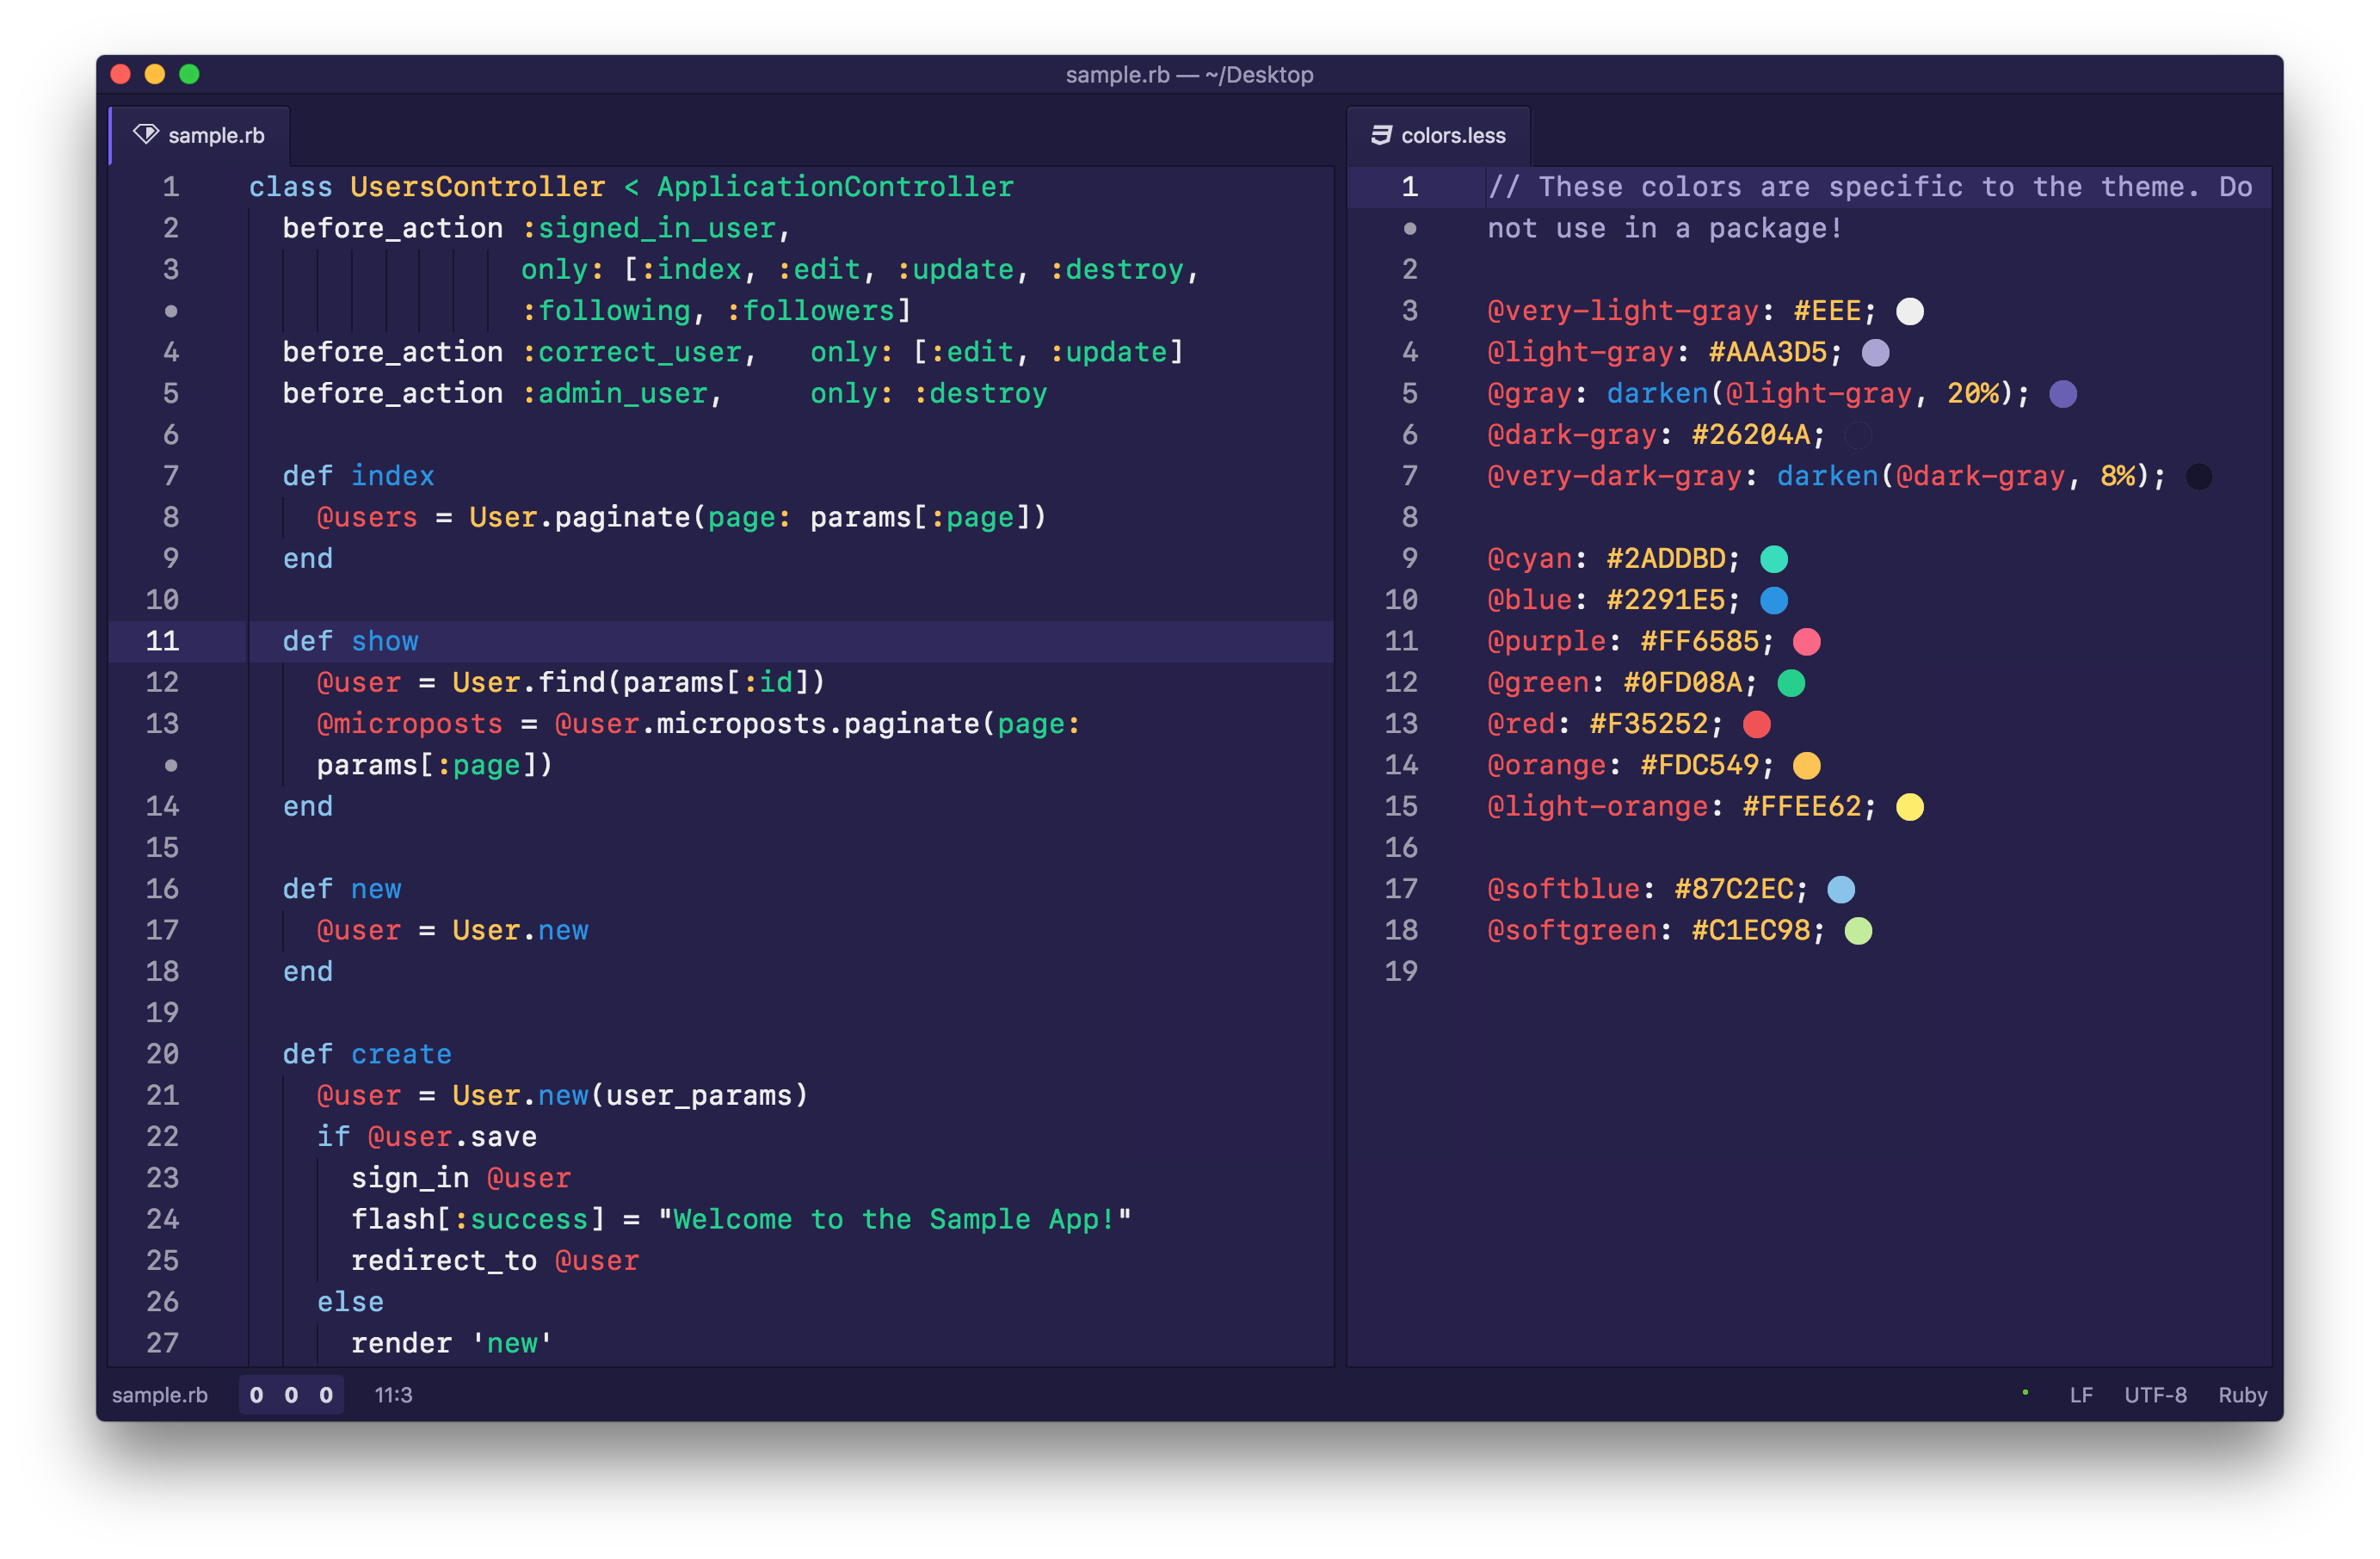 sample.rb — ~/Desktop
sample.rb
1 class UsersController < ApplicationController
2 before_action :signed_in_user,
3 only: [:index, :edit, :update, :destroy,
• :following, :followers]
4 before_action :correct_user, only: [:edit, :update]
5 before_action :admin_user, only: :destroy
6
7 def index
8 @users = User.paginate(page: params[:page])
9 end
10
11 def show
12 @user = User.find(params[:id])
13 @microposts = @user.microposts.paginate(page:
• params[:page])
14 end
15
16 def new
17 @user = User.new
18 end
19
20 def create
21 @user = User.new(user_params)
22 if @user.save
23 sign_in @user
24 flash[:success] = "Welcome to the Sample App!"
25 redirect_to @user
26 else
27 render 'new'
colors.less
1 // These colors are specific to the theme. Do
• not use in a package!
2
3 @very-light-gray: #EEE;
4 @light-gray: #AAA3D5;
5 @gray: darken(@light-gray, 20%);
6 @dark-gray: #26204A;
7 @very-dark-gray: darken(@dark-gray, 8%);
8
9 @cyan: #2ADDBD;
10 @blue: #2291E5;
11 @purple: #FF6585;
12 @green: #0FD08A;
13 @red: #F35252;
14 @orange: #FDC549;
15 @light-orange: #FFEE62;
16
17 @softblue: #87C2EC;
18 @softgreen: #C1EC98;
19
sample.rb 0 0 0 11:3 LF UTF-8 Ruby